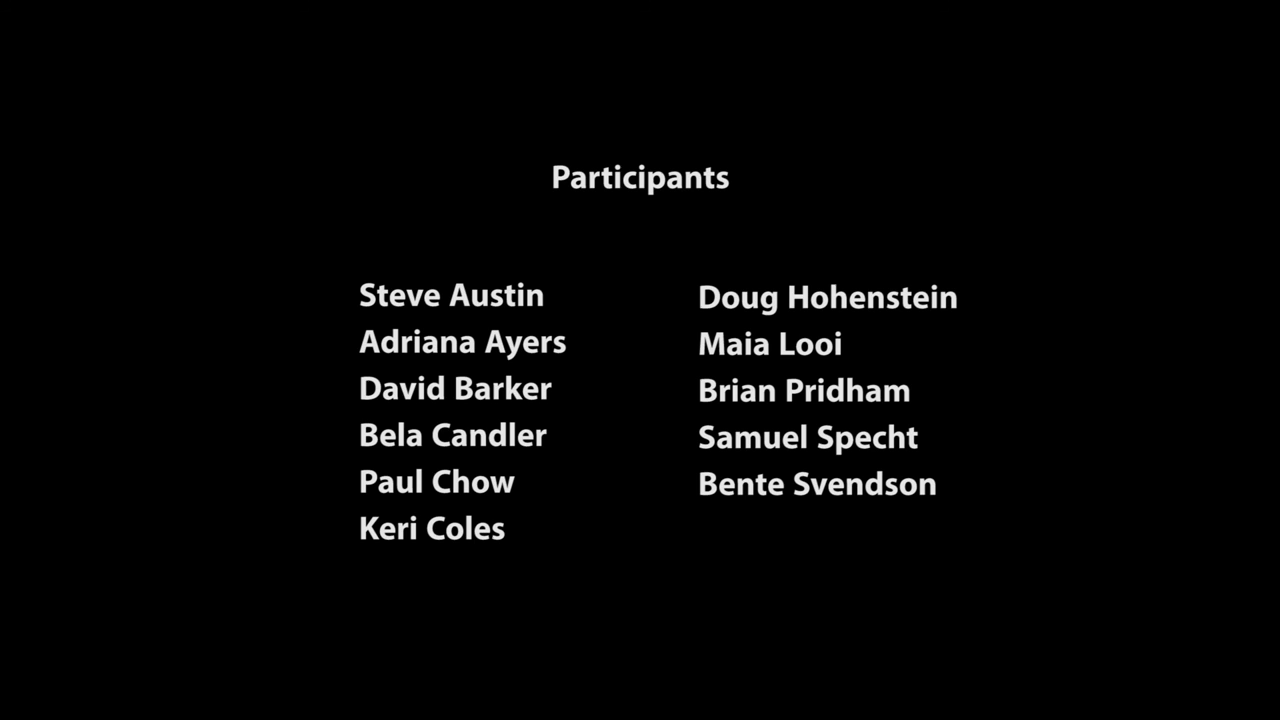 Participants
Steve Austin
Adriana Ayers
David Barker
Bela Candler
Paul Chow
Keri Coles
Doug Hohenstein
Maia Looi
Brian Pridham
Samuel Specht
Bente Svendson